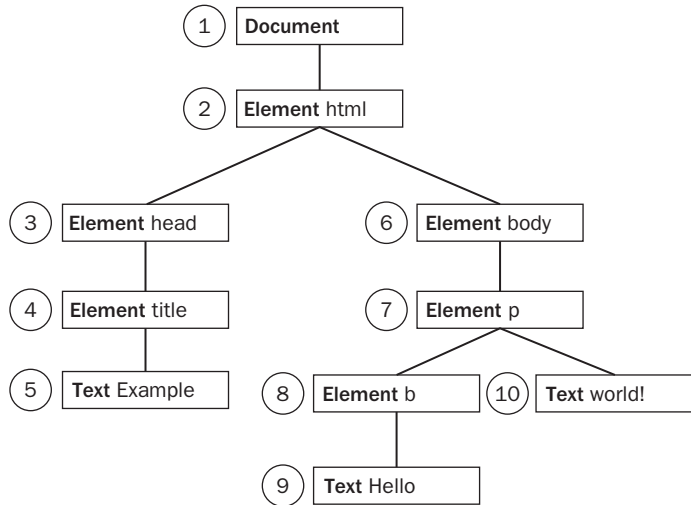 1 Document
2 Element html
3 Element head
6 Element body
4 Element title
7 Element p
5 Text Example
8 Element b
10 Text world!
9 Text Hello